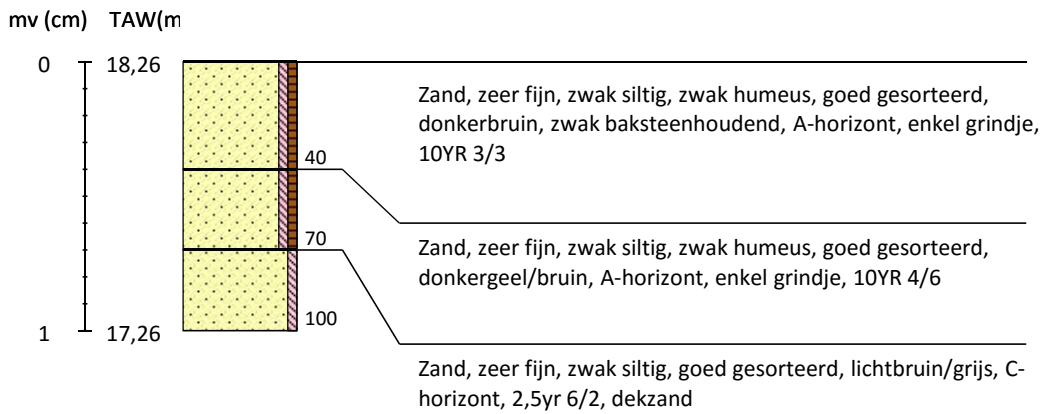 mv (cm) TAW(m
0 18,26
Zand, zeer fijn, zwak siltig, zwak humeus, goed gesorteerd,
donkerbruin, zwak baksteenhoudend, A-horizont, enkel grindje,
10YR 3/3
40
70
Zand, zeer fijn, zwak siltig, zwak humeus, goed gesorteerd,
donkergeel/bruin, A-horizont, enkel grindje, 10YR 4/6
100
1 17,26
Zand, zeer fijn, zwak siltig, goed gesorteerd, lichtbruin/grijs, C-
horizont, 2,5yr 6/2, dekzand